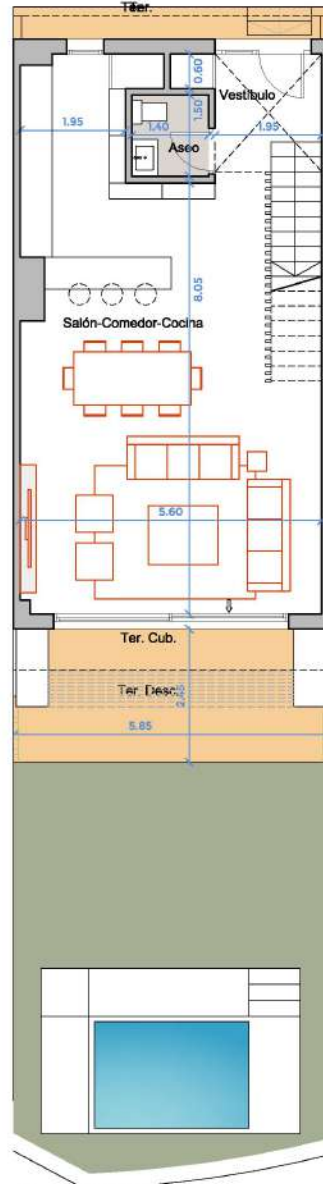 Ter.
0.60
Vestíbulo
1.95
1.40
1.50
1.95
Aseo
8.05
Salón-Comedor-Cocina
5.60
Ter. Cub.
Ter. Desc.
5.85